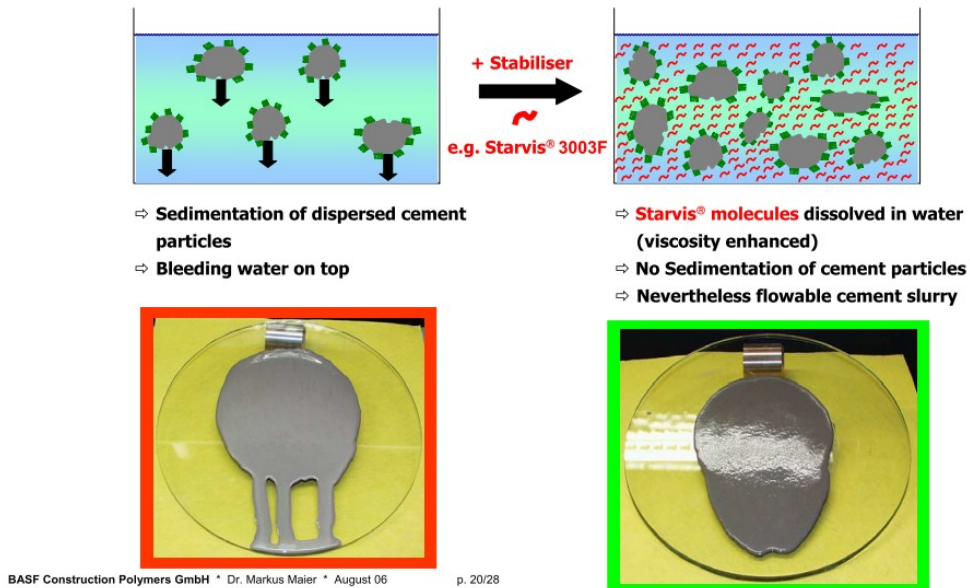 + Stabiliser
e.g. Starvis® 3003F
⇨ Sedimentation of dispersed cement
particles
⇨ Bleeding water on top
⇨ Starvis® molecules dissolved in water
(viscosity enhanced)
⇨ No Sedimentation of cement particles
⇨ Nevertheless flowable cement slurry
BASF Construction Polymers GmbH * Dr. Markus Maier * August 06 p. 20/28